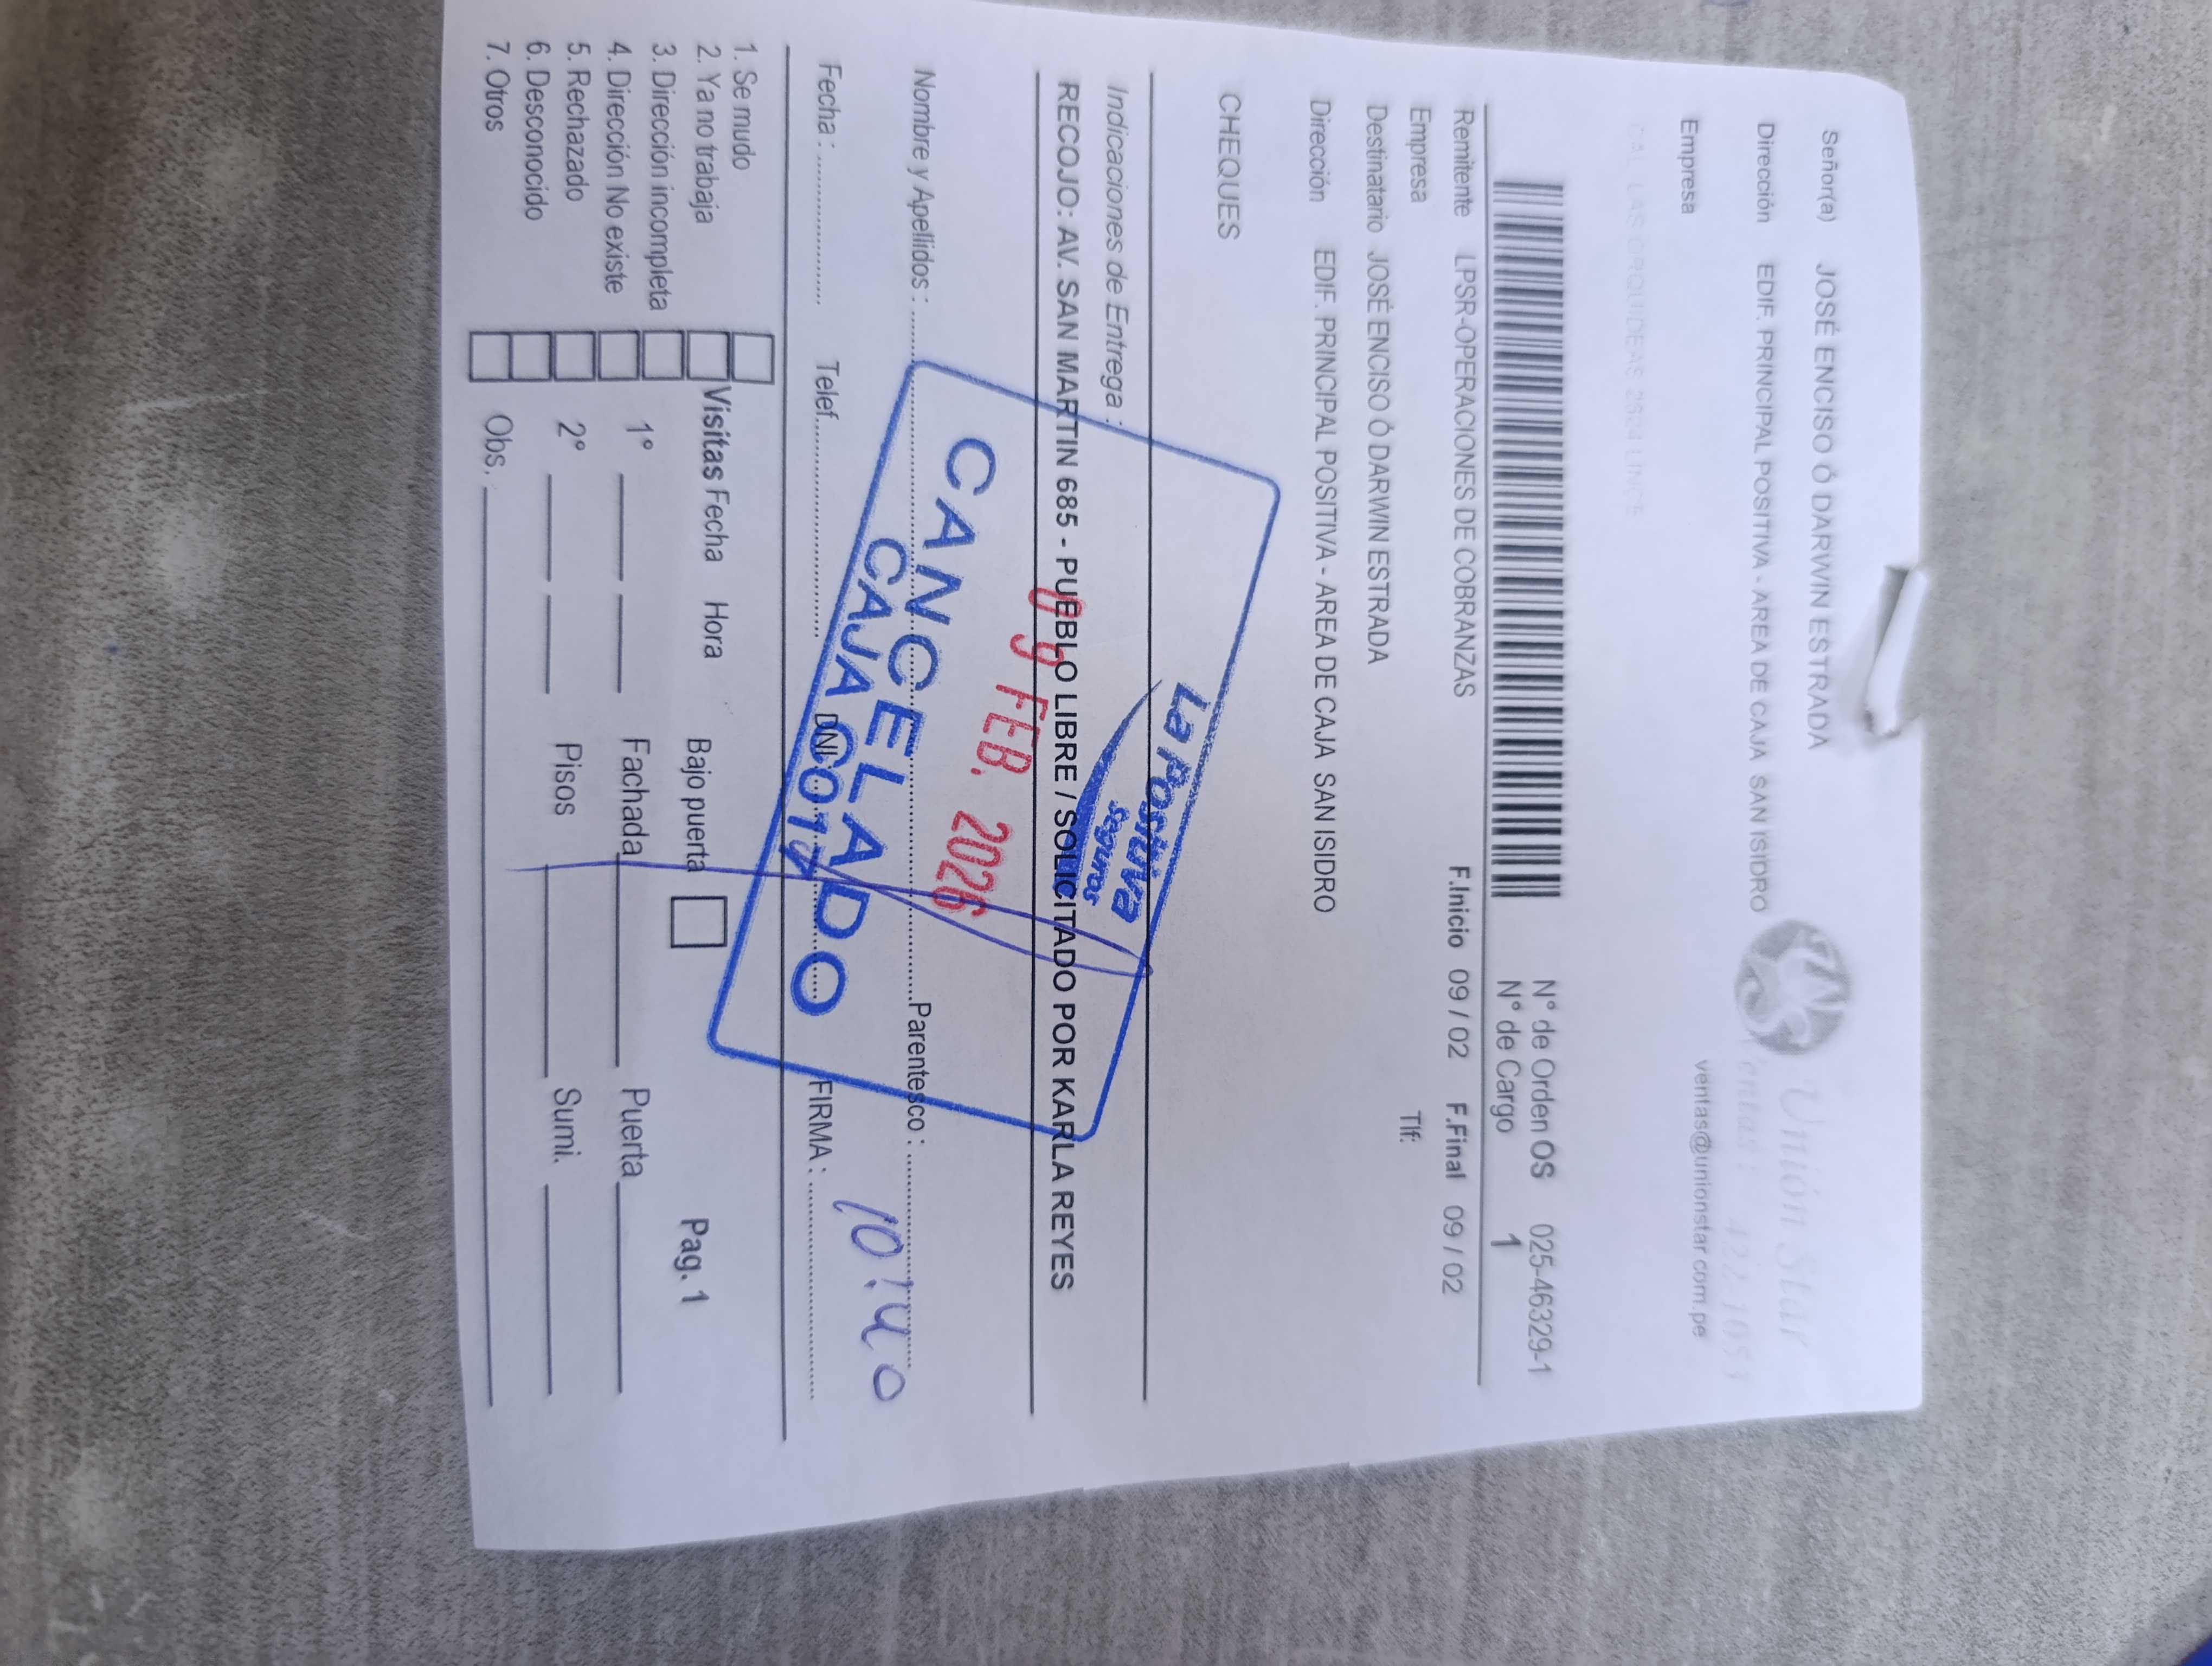 Señor(a) JOSÉ ENCISO Ó DARWIN ESTRADA
Dirección EDIF. PRINCIPAL POSITIVA - AREA DE CAJA SAN ISIDRO
Empresa
Unión Star
ventas@unionstar.com.pe
N° de Orden OS 025-46329-1
N° de Cargo 1
Remitente LPSR-OPERACIONES DE COBRANZAS F.Inicio 09 / 02 F.Final 09 / 02
Empresa Tlf:
Destinatario JOSÉ ENCISO Ó DARWIN ESTRADA
Dirección EDIF. PRINCIPAL POSITIVA - AREA DE CAJA SAN ISIDRO
CHEQUES
Indicaciones de Entrega :
RECOJO: AV. SAN MARTIN 685 - PUEBLO LIBRE / SOLICITADO POR KARLA REYES
La Positiva
Seguros
09 FEB. 2026
CANCELADO
CAJA
10:40
Nombre y Apellidos : Parentesco :
Fecha : Telef. DNI FIRMA :
1. Se mudo
2. Ya no trabaja
3. Dirección incompleta
4. Dirección No existe
5. Rechazado
6. Desconocido
7. Otros
Visitas Fecha Hora Bajo puerta Pag. 1
1° Fachada Puerta
2° Pisos Sumi.
Obs.